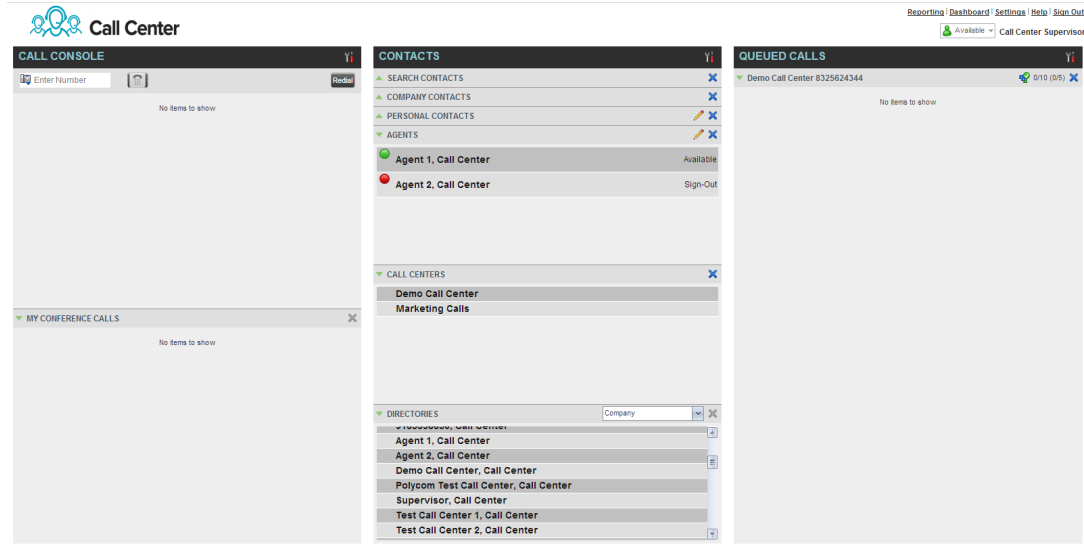 Reporting | Dashboard | Settings | Help | Sign Out
Call Center
Available Call Center Supervisor
CALL CONSOLE
Enter Number Redial
No items to show
MY CONFERENCE CALLS
No items to show
CONTACTS
SEARCH CONTACTS
COMPANY CONTACTS
PERSONAL CONTACTS
AGENTS
Agent 1, Call Center Available
Agent 2, Call Center Sign-Out
CALL CENTERS
Demo Call Center
Marketing Calls
DIRECTORIES Company
Call Center
Agent 1, Call Center
Agent 2, Call Center
Demo Call Center, Call Center
Polycom Test Call Center, Call Center
Supervisor, Call Center
Test Call Center 1, Call Center
Test Call Center 2, Call Center
QUEUED CALLS
Demo Call Center 8325624344 0/10 (0/5)
No items to show